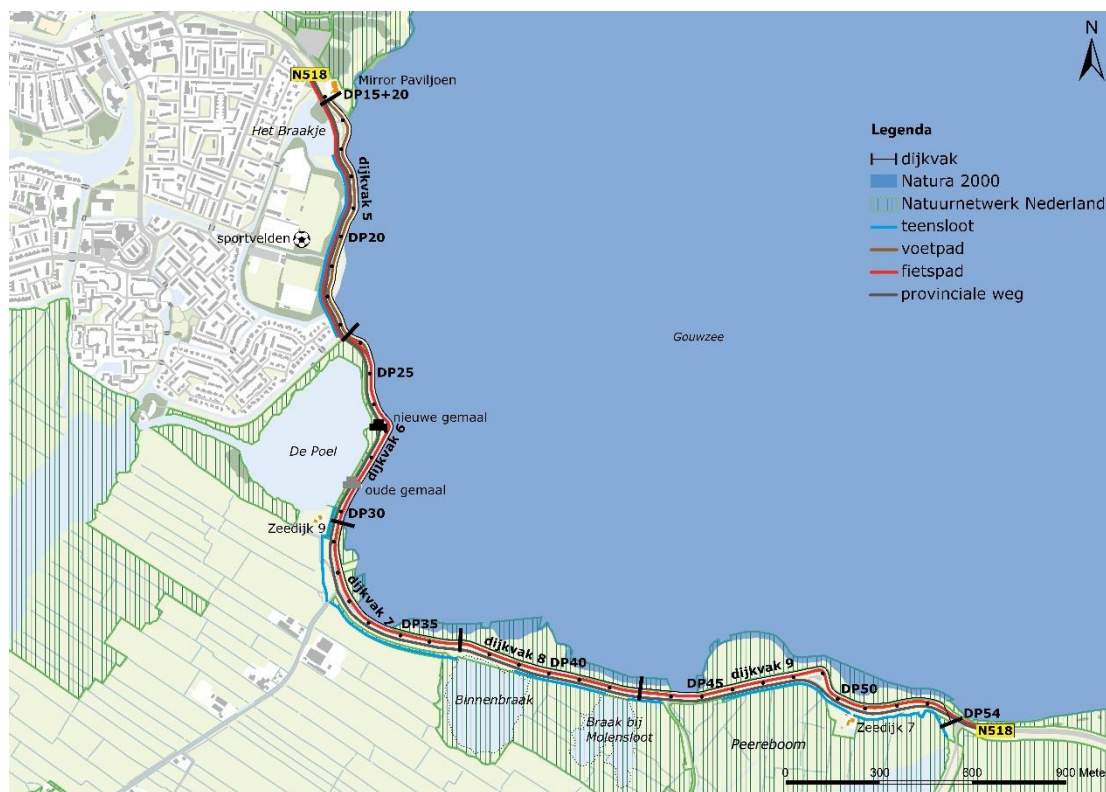 N518
Mirror Paviljoen
DP15+20
Het Braakje
Legenda
dijkvak
Natura 2000
Natuurnetwerk Nederland
teensloot
voetpad
fietspad
provinciale weg
dijkvak 5
sportvelden
DP20
Gouwzee
DP25
nieuwe gemaal
dijkvak 6
De Poel
oude gemaal
DP30
Zeedijk 9
dijkvak 7
DP35
dijkvak 8
DP40
dijkvak 9
DP45
DP50
Binnenbraak
Braak bij
Molensloot
Peereboom
Zeedijk 7
DP54
N518
0 300 600 900 Meter